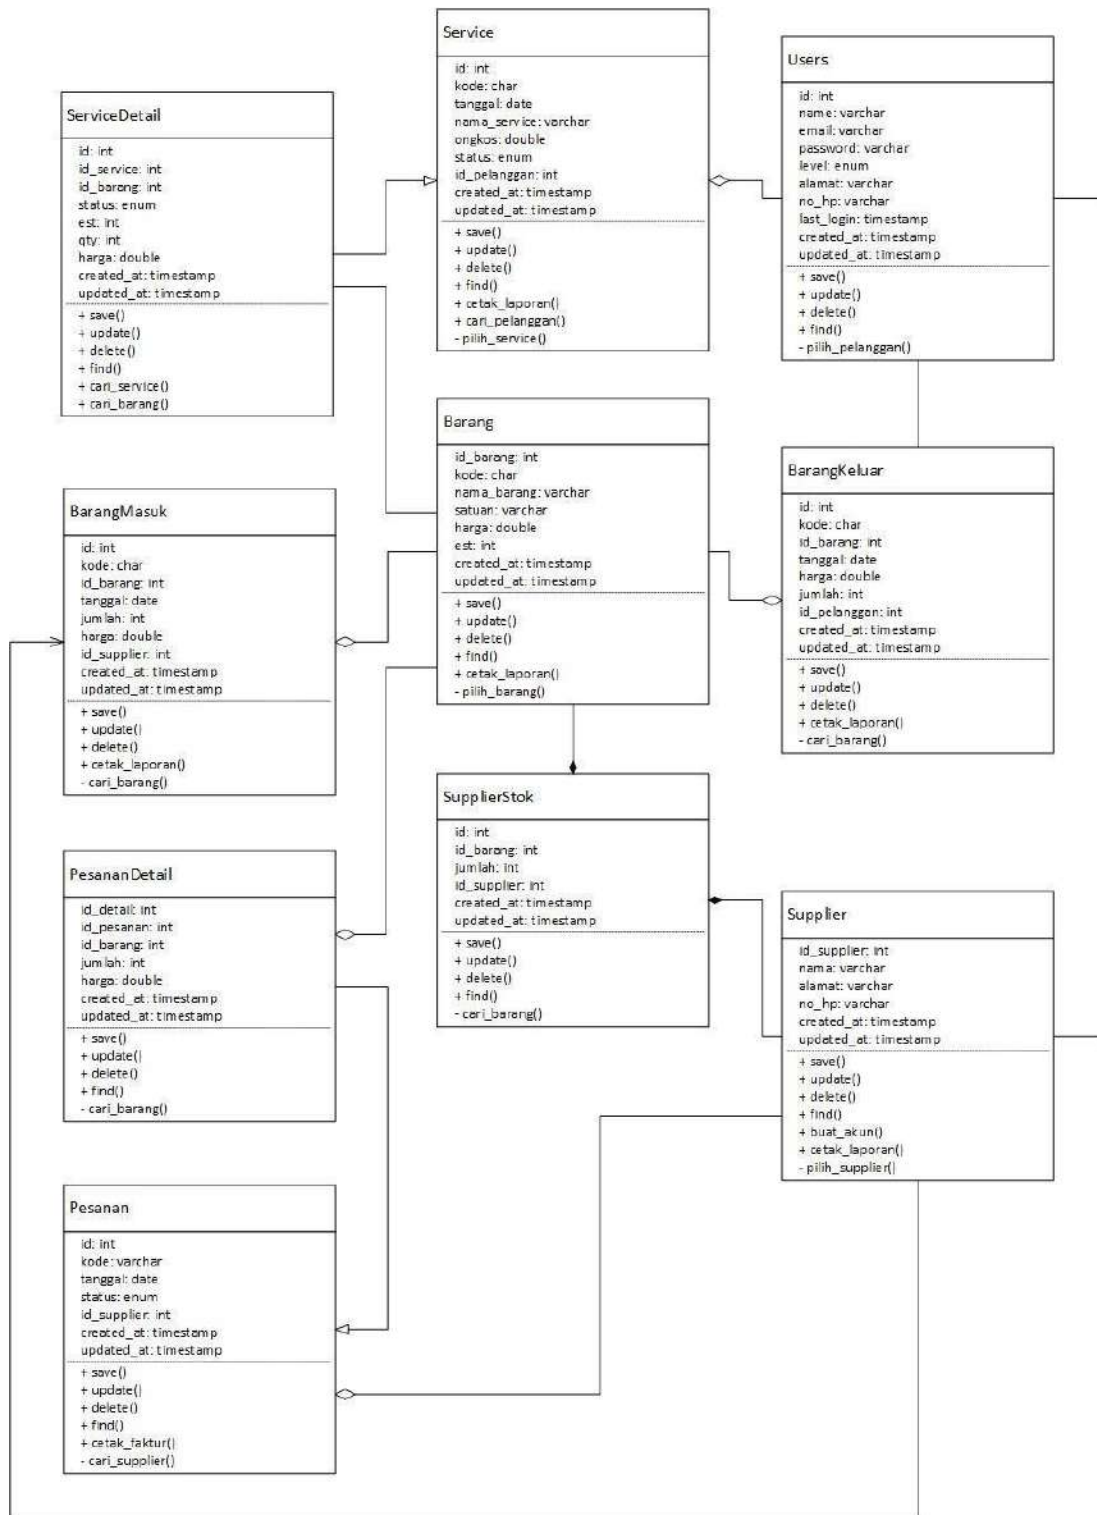 Service
id: int
kode: char
tanggal: date
nama_service: varchar
ongkos: double
status: enum
id_pelanggan: int
created_at: timestamp
updated_at: timestamp
+ save()
+ update()
+ delete()
+ find()
+ cetak_laporan()
+ cari_pelanggan()
- pilih_service()
Users
id: int
name: varchar
email: varchar
password: varchar
level: enum
alamat: varchar
no_hp: varchar
last_login: timestamp
created_at: timestamp
updated_at: timestamp
+ save()
+ update()
+ delete()
+ find()
- pilih_pelanggan()
ServiceDetail
id: int
id_service: int
id_barang: int
status: enum
est: int
qty: int
harga: double
created_at: timestamp
updated_at: timestamp
+ save()
+ update()
+ delete()
+ find()
+ cari_service()
+ cari_barang()
Barang
id_barang: int
kode: char
nama_barang: varchar
satuan: varchar
harga: double
est: int
created_at: timestamp
updated_at: timestamp
+ save()
+ update()
+ delete()
+ find()
+ cetak_laporan()
- pilih_barang()
BarangKeluar
id: int
kode: char
id_barang: int
tanggal: date
harga: double
jumlah: int
id_pelanggan: int
created_at: timestamp
updated_at: timestamp
+ save()
+ update()
+ delete()
+ cetak_laporan()
- cari_barang()
BarangMasuk
id: int
kode: char
id_barang: int
tanggal: date
jumlah: int
harga: double
id_supplier: int
created_at: timestamp
updated_at: timestamp
+ save()
+ update()
+ delete()
+ cetak_laporan()
- cari_barang()
SupplierStok
id: int
id_barang: int
jumlah: int
id_supplier: int
created_at: timestamp
updated_at: timestamp
+ save()
+ update()
+ delete()
+ find()
- cari_barang()
PesananDetail
id_detail: int
id_pesanan: int
id_barang: int
jumlah: int
harga: double
created_at: timestamp
updated_at: timestamp
+ save()
+ update()
+ delete()
+ find()
- cari_barang()
Supplier
id_supplier: int
nama: varchar
alamat: varchar
no_hp: varchar
created_at: timestamp
updated_at: timestamp
+ save()
+ update()
+ delete()
+ find()
+ buat_akun()
+ cetak_laporan()
- pilih_supplier()
Pesanan
id: int
kode: varchar
tanggal: date
status: enum
id_supplier: int
created_at: timestamp
updated_at: timestamp
+ save()
+ update()
+ delete()
+ find()
+ cetak_faktur()
- cari_supplier()